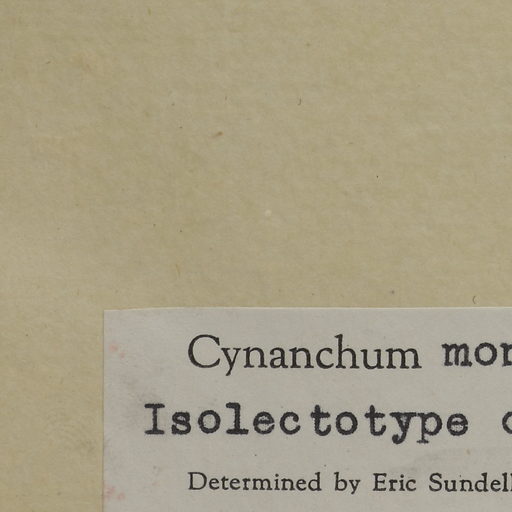 Cynanchum mon
Isolectotype
Determined by Eric Sundell